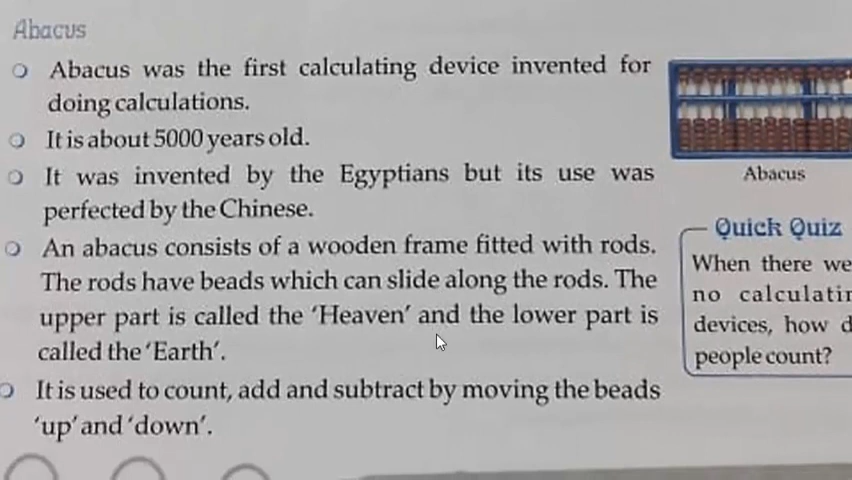 Abacus
Abacus was the first calculating device invented for
doing calculations.
It is about 5000 years old.
It was invented by the Egyptians but its use was
perfected by the Chinese.
An abacus consists of a wooden frame fitted with rods.
The rods have beads which can slide along the rods. The
upper part is called the ‘Heaven’ and the lower part is
called the ‘Earth’.
It is used to count, add and subtract by moving the beads
‘up’ and ‘down’.
Abacus
Quick Quiz
When there we
no calculatin
devices, how d
people count?